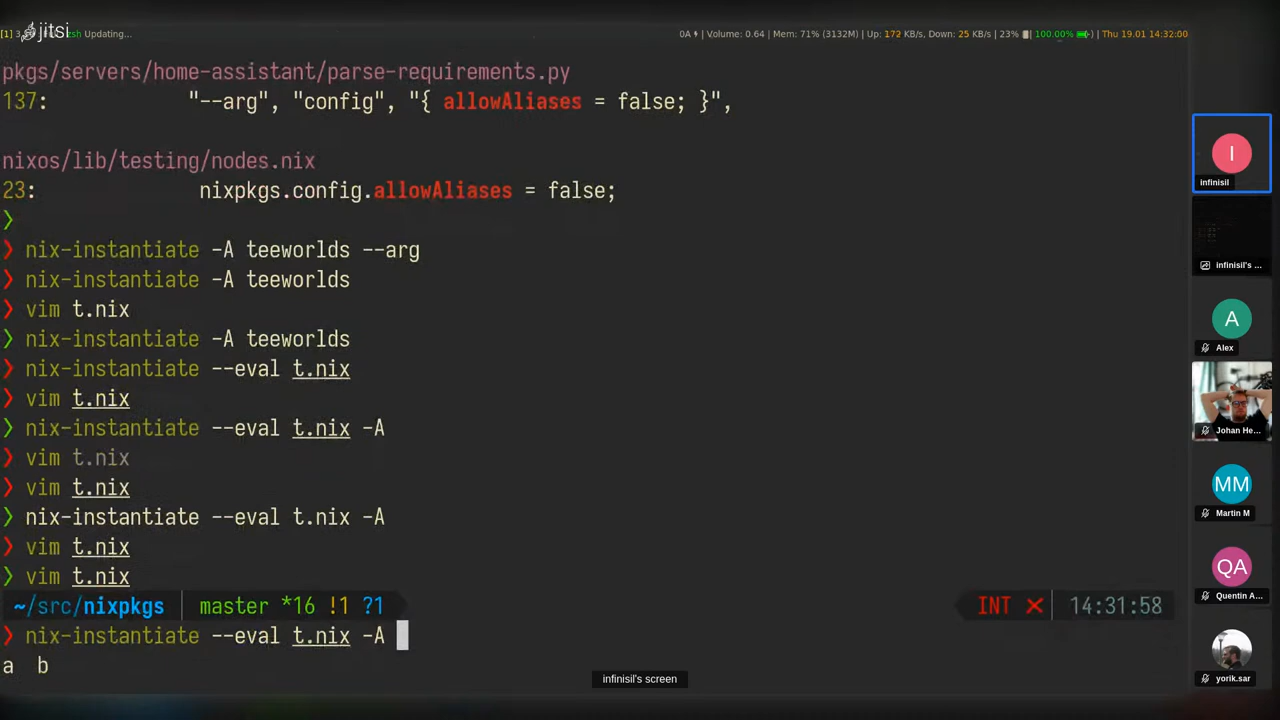 jitsi
[1] 3 zsh Updating...
0A | Volume: 0.64 | Mem: 71% (3132M) | Up: 172 KB/s, Down: 25 KB/s | 23% | 100.00% | Thu 19.01 14:32:00
pkgs/servers/home-assistant/parse-requirements.py
137: "--arg", "config", "{ allowAliases = false; }",
nixos/lib/testing/nodes.nix
23: nixpkgs.config.allowAliases = false;
❯
❯ nix-instantiate -A teeworlds --arg
❯ nix-instantiate -A teeworlds
❯ vim t.nix
❯ nix-instantiate -A teeworlds
❯ nix-instantiate --eval t.nix
❯ vim t.nix
❯ nix-instantiate --eval t.nix -A
❯ vim t.nix
❯ vim t.nix
❯ nix-instantiate --eval t.nix -A
❯ vim t.nix
❯ vim t.nix
~/src/nixpkgs master *16 !1 ?1 INT ✕ 14:31:58
❯ nix-instantiate --eval t.nix -A
a b
infinisil's screen
I
infinisil
infinisil's ...
A
Alex
Johan He...
MM
Martin M
QA
Quentin A...
yorik.sar